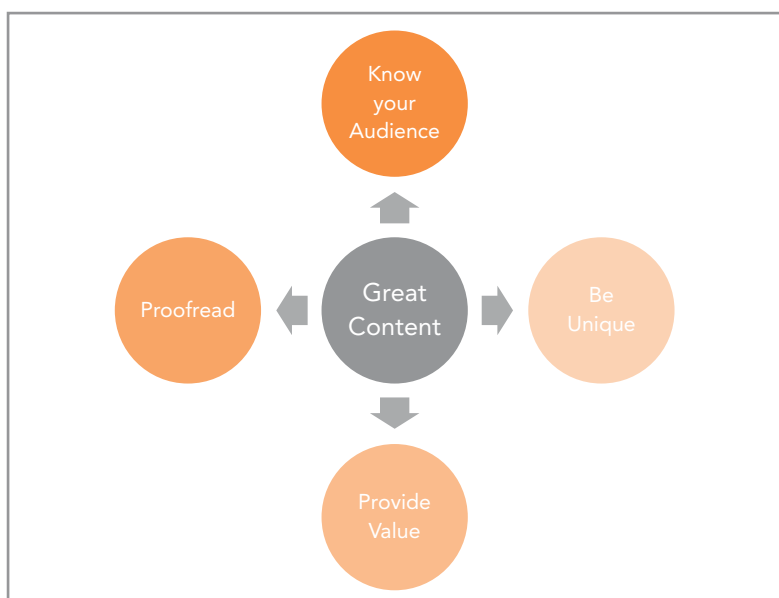 Know
your
Audience
Proofread
Great
Content
Be
Unique
Provide
Value